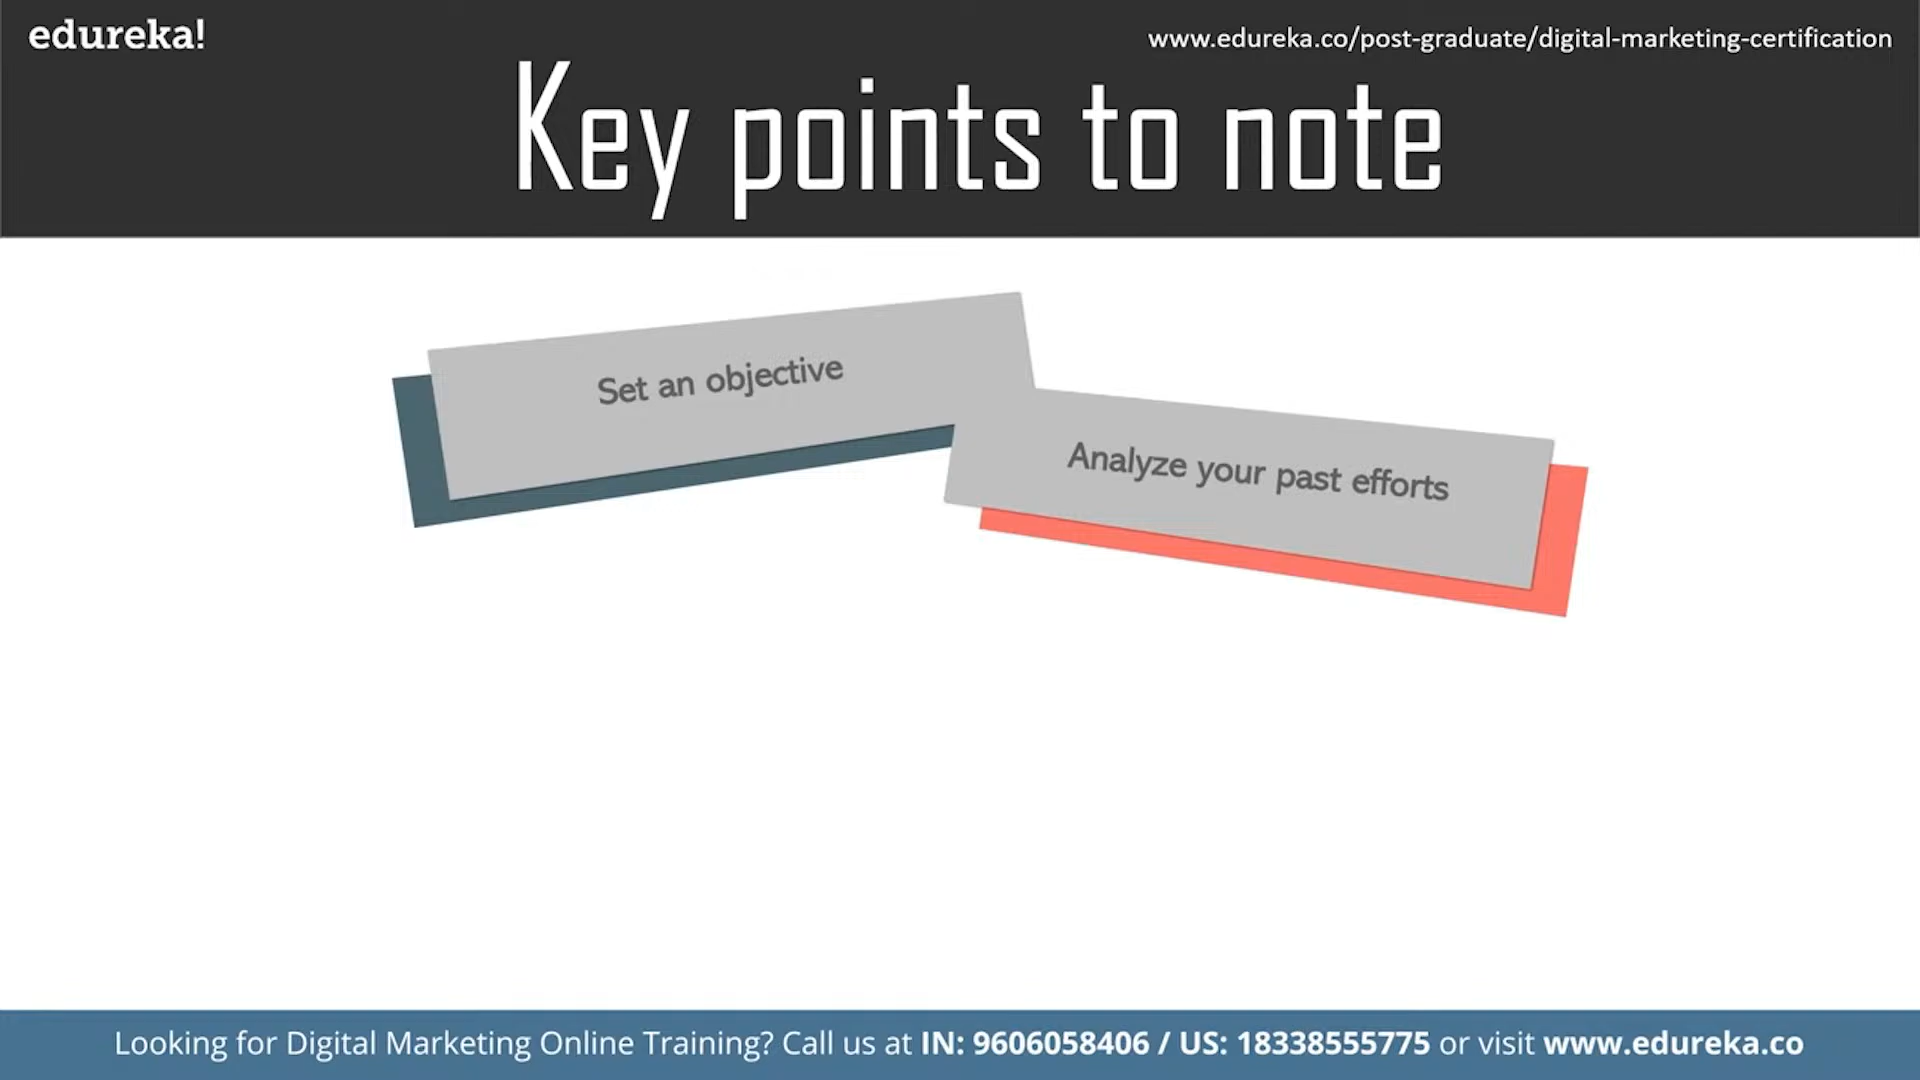 edureka!
www.edureka.co/post-graduate/digital-marketing-certification
Key points to note
Set an objective
Analyze your past efforts
Looking for Digital Marketing Online Training? Call us at IN: 9606058406 / US: 18338555775 or visit www.edureka.co